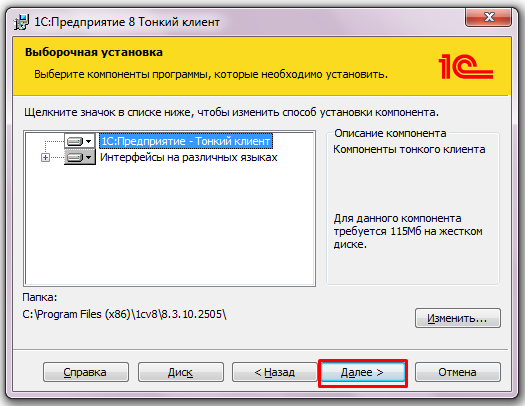 1С:Предприятие 8 Тонкий клиент
Выборочная установка
Выберите компоненты программы, которые необходимо установить.
1С
Щелкните значок в списке ниже, чтобы изменить способ установки компонента.
1С:Предприятие - Тонкий клиент
Интерфейсы на различных языках
Описание компонента
Компоненты тонкого клиента
Для данного компонента
требуется 115Мб на жестком
диске.
Папка:
C:\Program Files (x86)\1cv8\8.3.10.2505\
Изменить...
Справка
Диск
< Назад
Далее >
Отмена